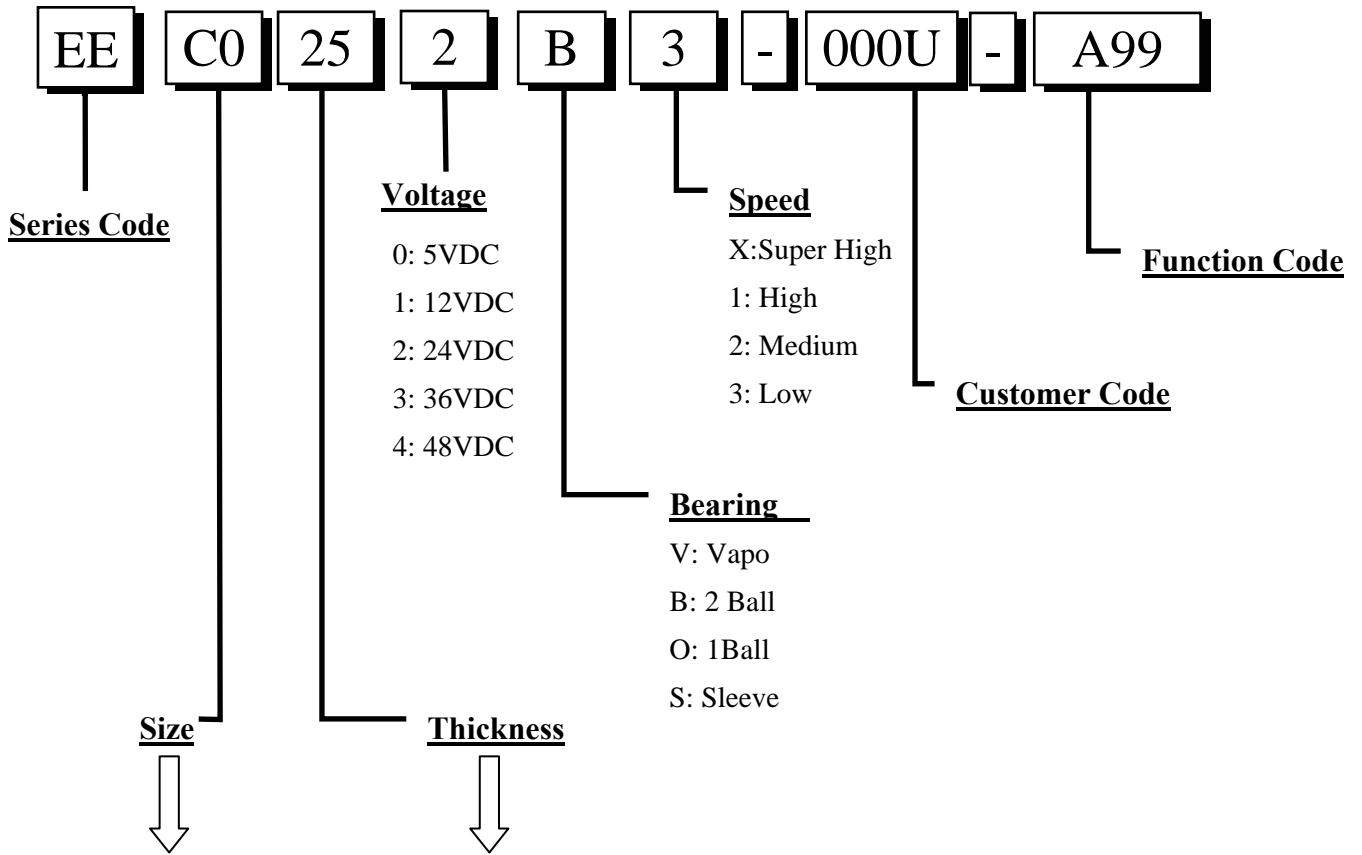 EE C0 25 2 B 3 - 000U - A99
Series Code
Voltage
0: 5VDC
1: 12VDC
2: 24VDC
3: 36VDC
4: 48VDC
Speed
X:Super High
1: High
2: Medium
3: Low
Function Code
Customer Code
Bearing
V: Vapo
B: 2 Ball
O: 1Ball
S: Sleeve
Size
Thickness